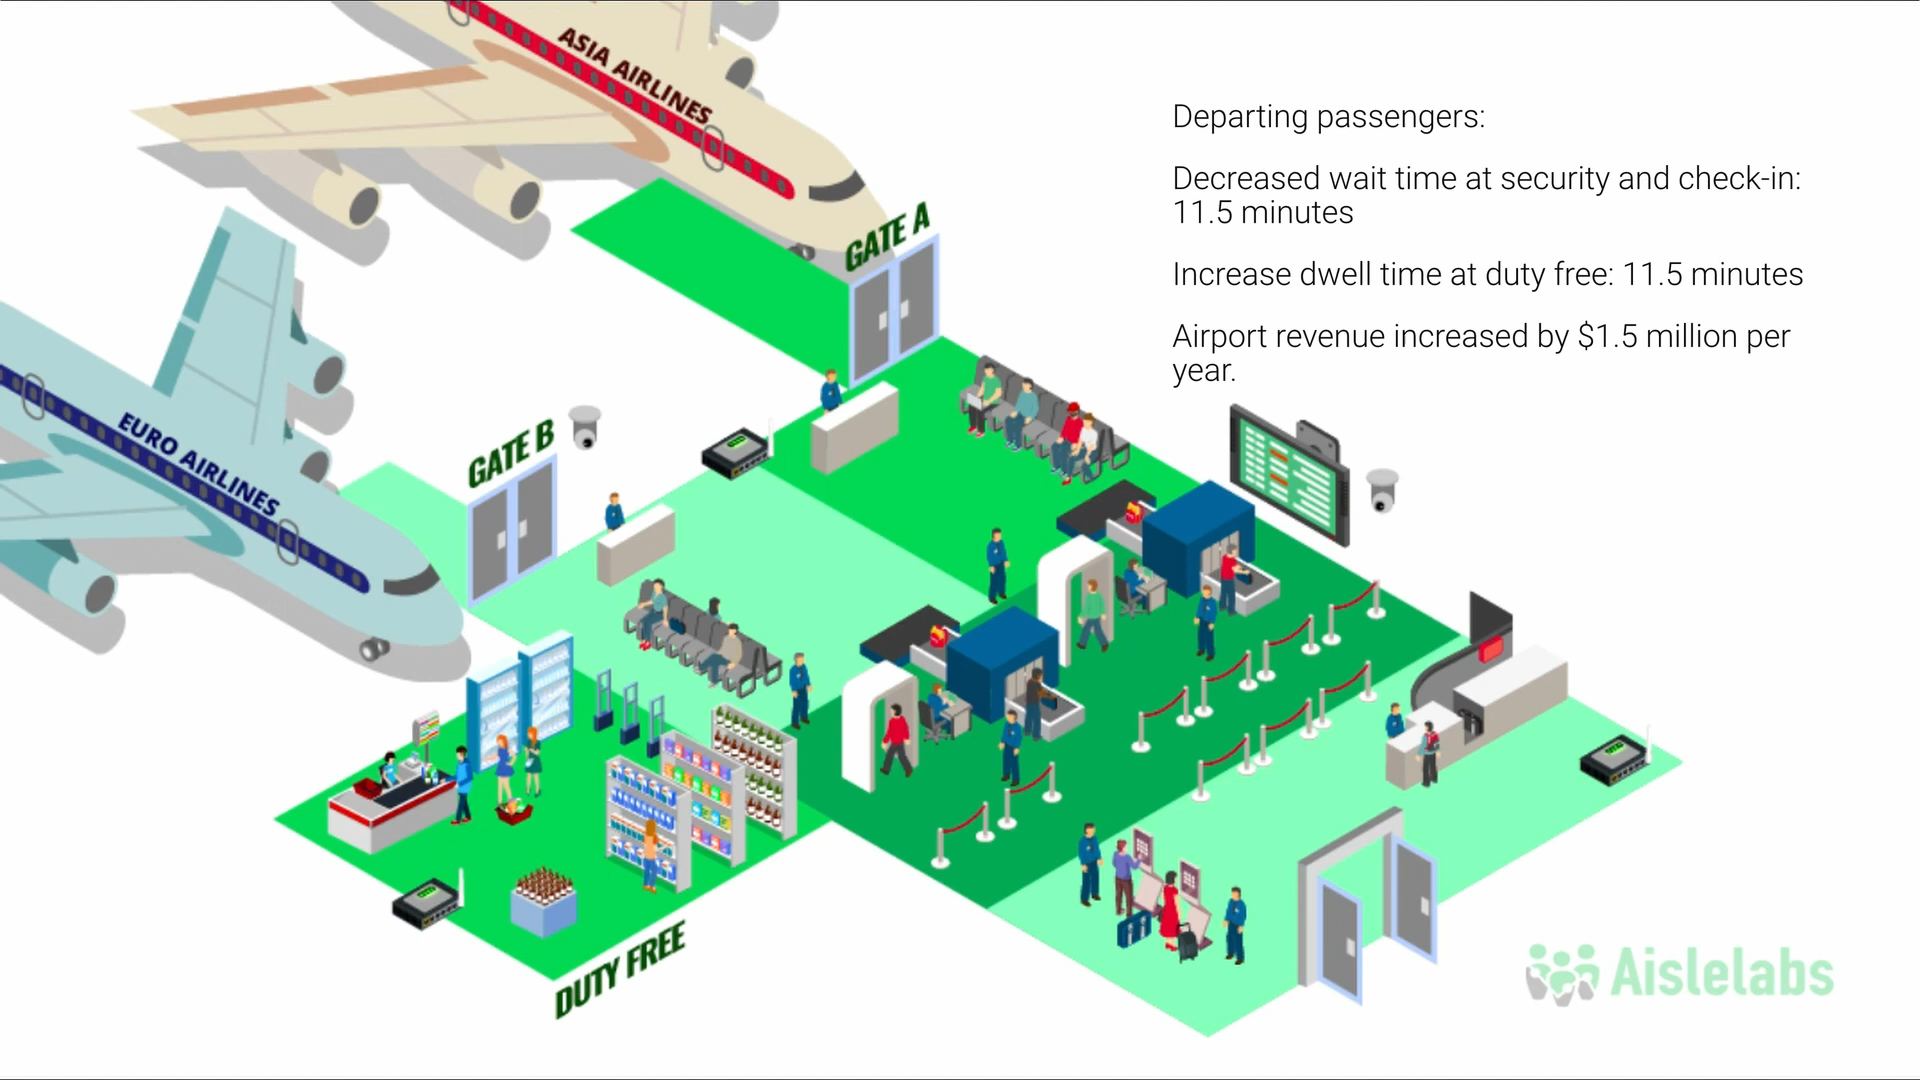 ASIA AIRLINES
GATE A
Departing passengers:
Decreased wait time at security and check-in:
11.5 minutes
Increase dwell time at duty free: 11.5 minutes
Airport revenue increased by $1.5 million per
year.
EURO AIRLINES
GATE B
DUTY FREE
Aislelabs